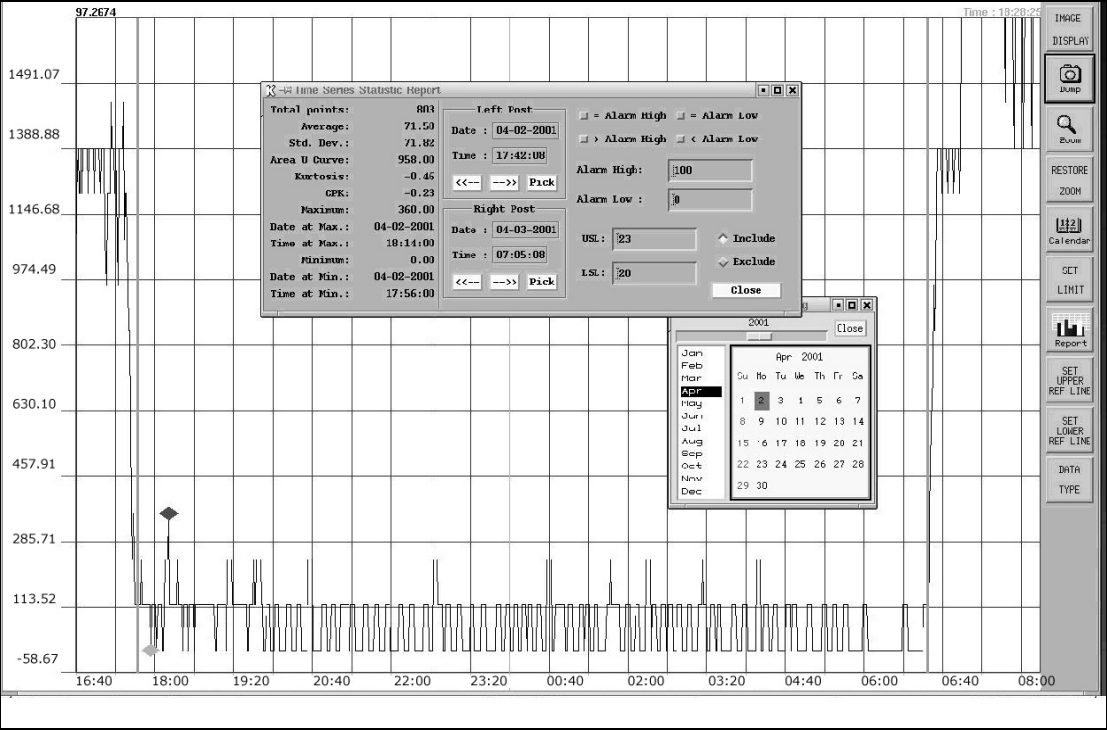 97.2674
Time : 18:28:25
1491.07
1388.88
1146.68
974.49
802.30
630.10
457.91
285.71
113.52
-58.67
16:40 18:00 19:20 20:40 22:00 23:20 00:40 02:00 03:20 04:40 06:00 06:40 08:00
Time Series Statistic Report
Total points: 803
Average: 71.50
Std. Dev.: 71.82
Area U Curve: 958.00
Kurtosis: -0.46
CPK: -0.23
Maximum: 360.00
Date at Max.: 04-02-2001
Time at Max.: 18:14:00
Minimum: 0.00
Date at Min.: 04-02-2001
Time at Min.: 17:56:00
Left Post
Date : 04-02-2001
Time : 17:42:08
<<-- -->> Pick
Right Post
Date : 04-03-2001
Time : 07:05:08
<<-- -->> Pick
= Alarm High = Alarm Low
> Alarm High < Alarm Low
Alarm High: 100
Alarm Low : 0
USL: 23
LSL: 20
Include
Exclude
Close
2001
Close
Jan
Feb
Mar
Apr
May
Jun
Jul
Aug
Sep
Oct
Nov
Dec
Apr 2001
Su Mo Tu We Th Fr Sa
1 2 3 4 5 6 7
8 9 10 11 12 13 14
15 16 17 18 19 20 21
22 23 24 25 26 27 28
29 30
IMAGE
DISPLAY
Dump
Zoom
RESTORE
ZOOM
Calendar
SET
LIMIT
Report
SET
UPPER
REF LINE
SET
LOWER
REF LINE
DATA
TYPE